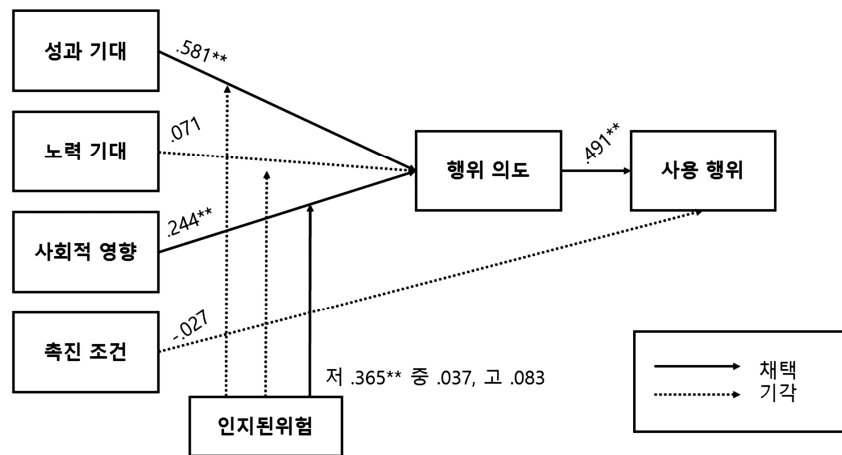 성과 기대
.581**
노력 기대
.071
사회적 영향
.244**
촉진 조건
-.027
행위 의도
.491**
사용 행위
저 .365** 중 .037, 고 .083
인지된위험
채택
기각